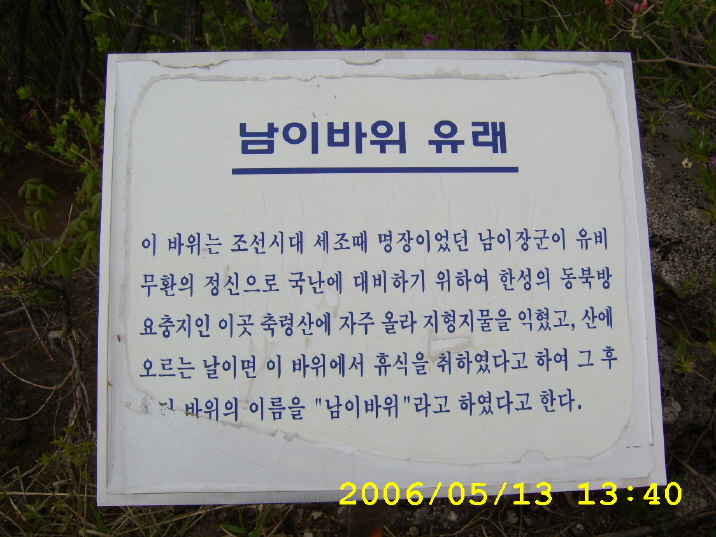 남이바위 유래
이 바위는 조선시대 세조때 명장이었던 남이장군이 유비
무환의 정신으로 국난에 대비하기 위하여 한성의 동북방
요충지인 이곳 축령산에 자주 올라 지형지물을 익혔고, 산에
오르는 날이면 이 바위에서 휴식을 취하였다고 하여 그 후
바위의 이름을 "남이바위"라고 하였다고 한다.
2006/05/13 13:40